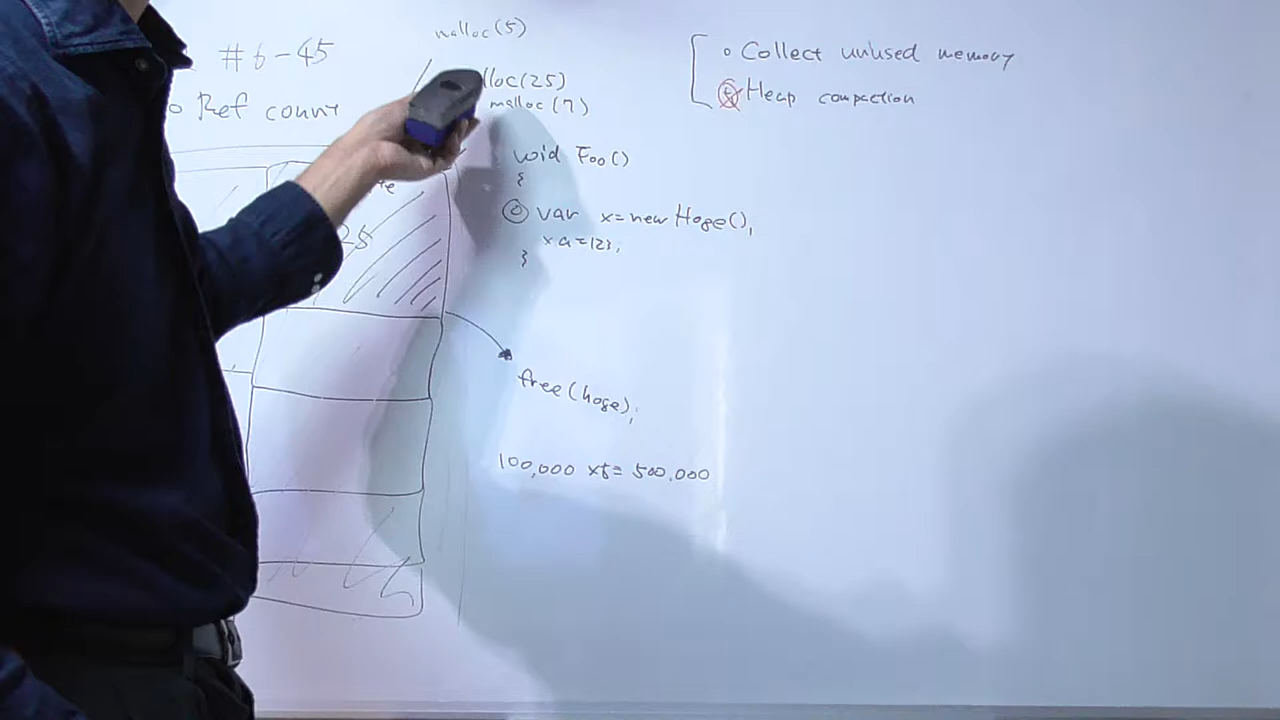 #6-45
○ Ref count
25
malloc(5)
lloc(25)
malloc(7)
void Foo()
{
var x=new Hoge();
x a=123;
}
free(hoge);
100,000 x5= 500,000
○ Collect unused memory
Heap compaction